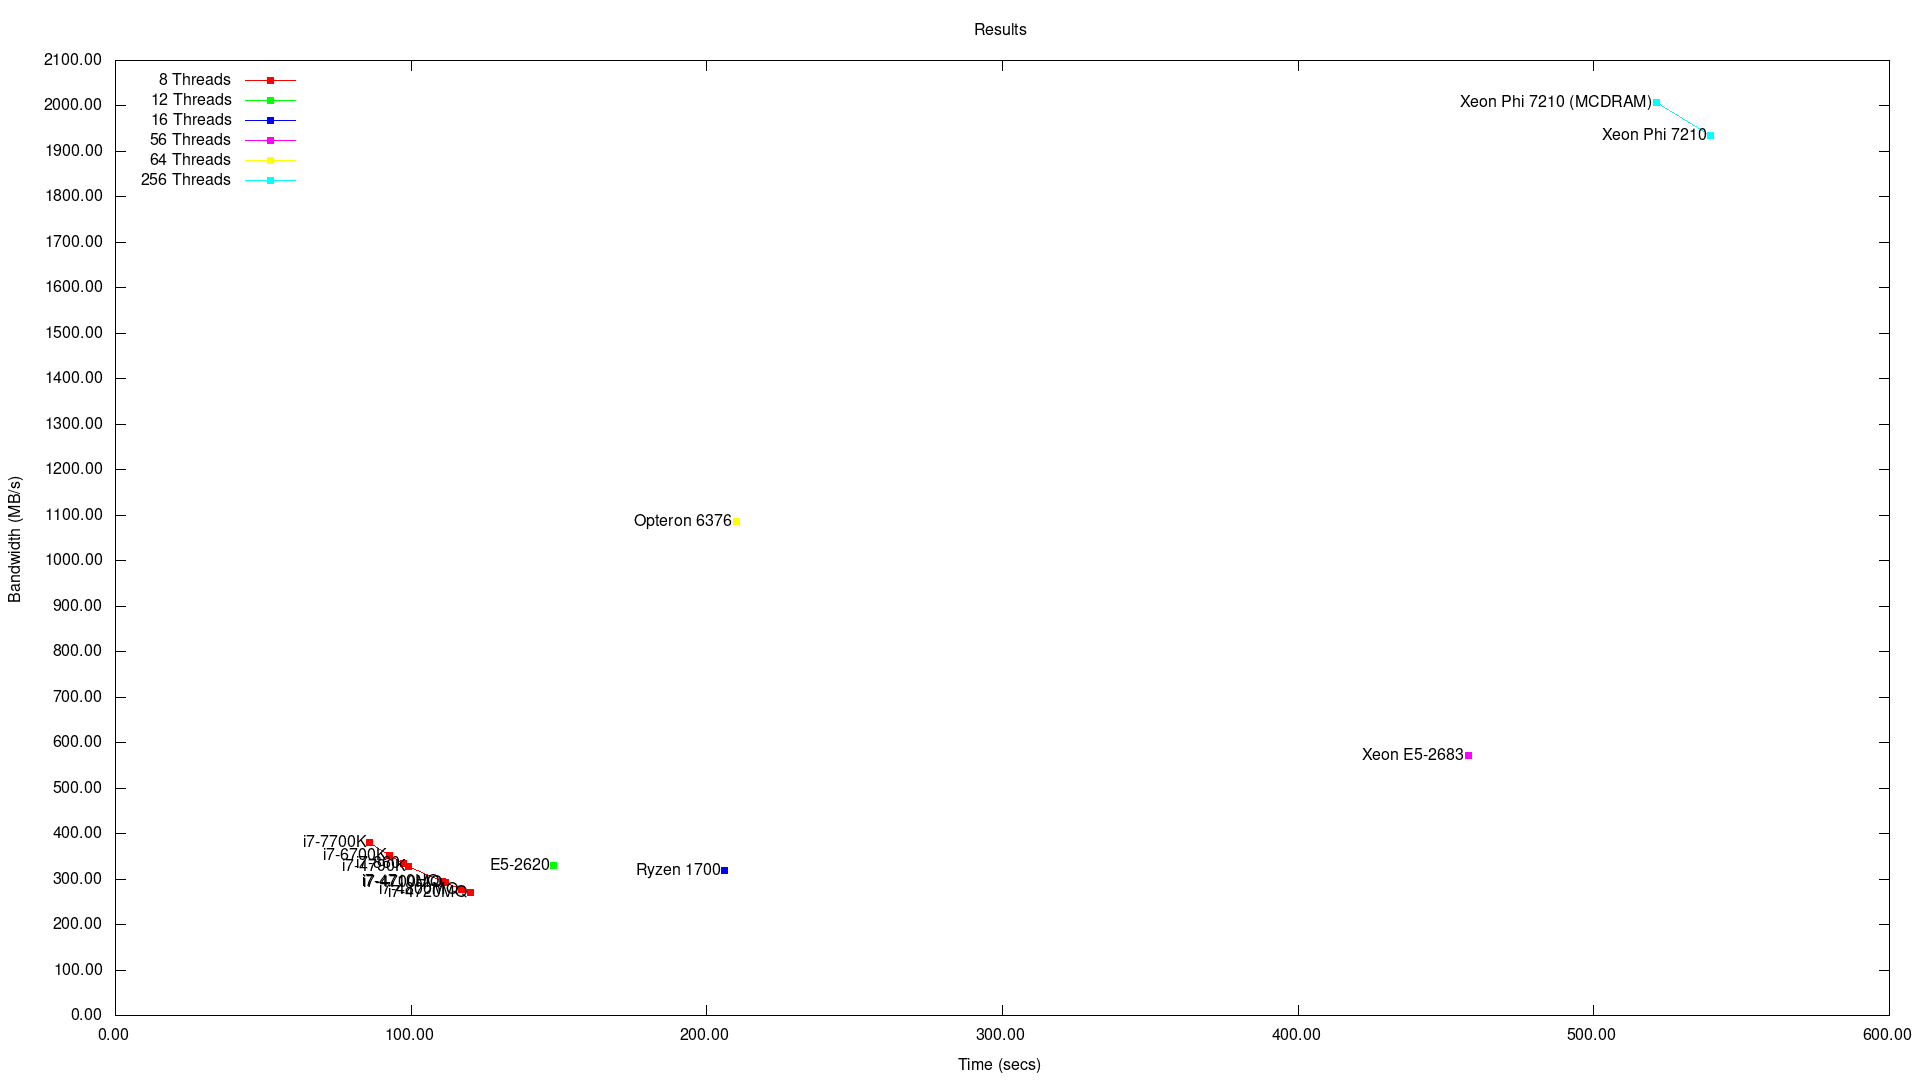 Results
2100.00
2000.00
1900.00
1800.00
1700.00
1600.00
1500.00
1400.00
1300.00
1200.00
1100.00
1000.00
900.00
800.00
700.00
600.00
500.00
400.00
300.00
200.00
100.00
0.00
Bandwidth (MB/s)
8 Threads
12 Threads
16 Threads
56 Threads
64 Threads
256 Threads
Xeon Phi 7210 (MCDRAM)
Xeon Phi 7210
Opteron 6376
Xeon E5-2683
i7-7700K
i7-6700K
i7-4790K
i7-4720MQ
E5-2620
Ryzen 1700
0.00
100.00
200.00
300.00
400.00
500.00
600.00
Time (secs)